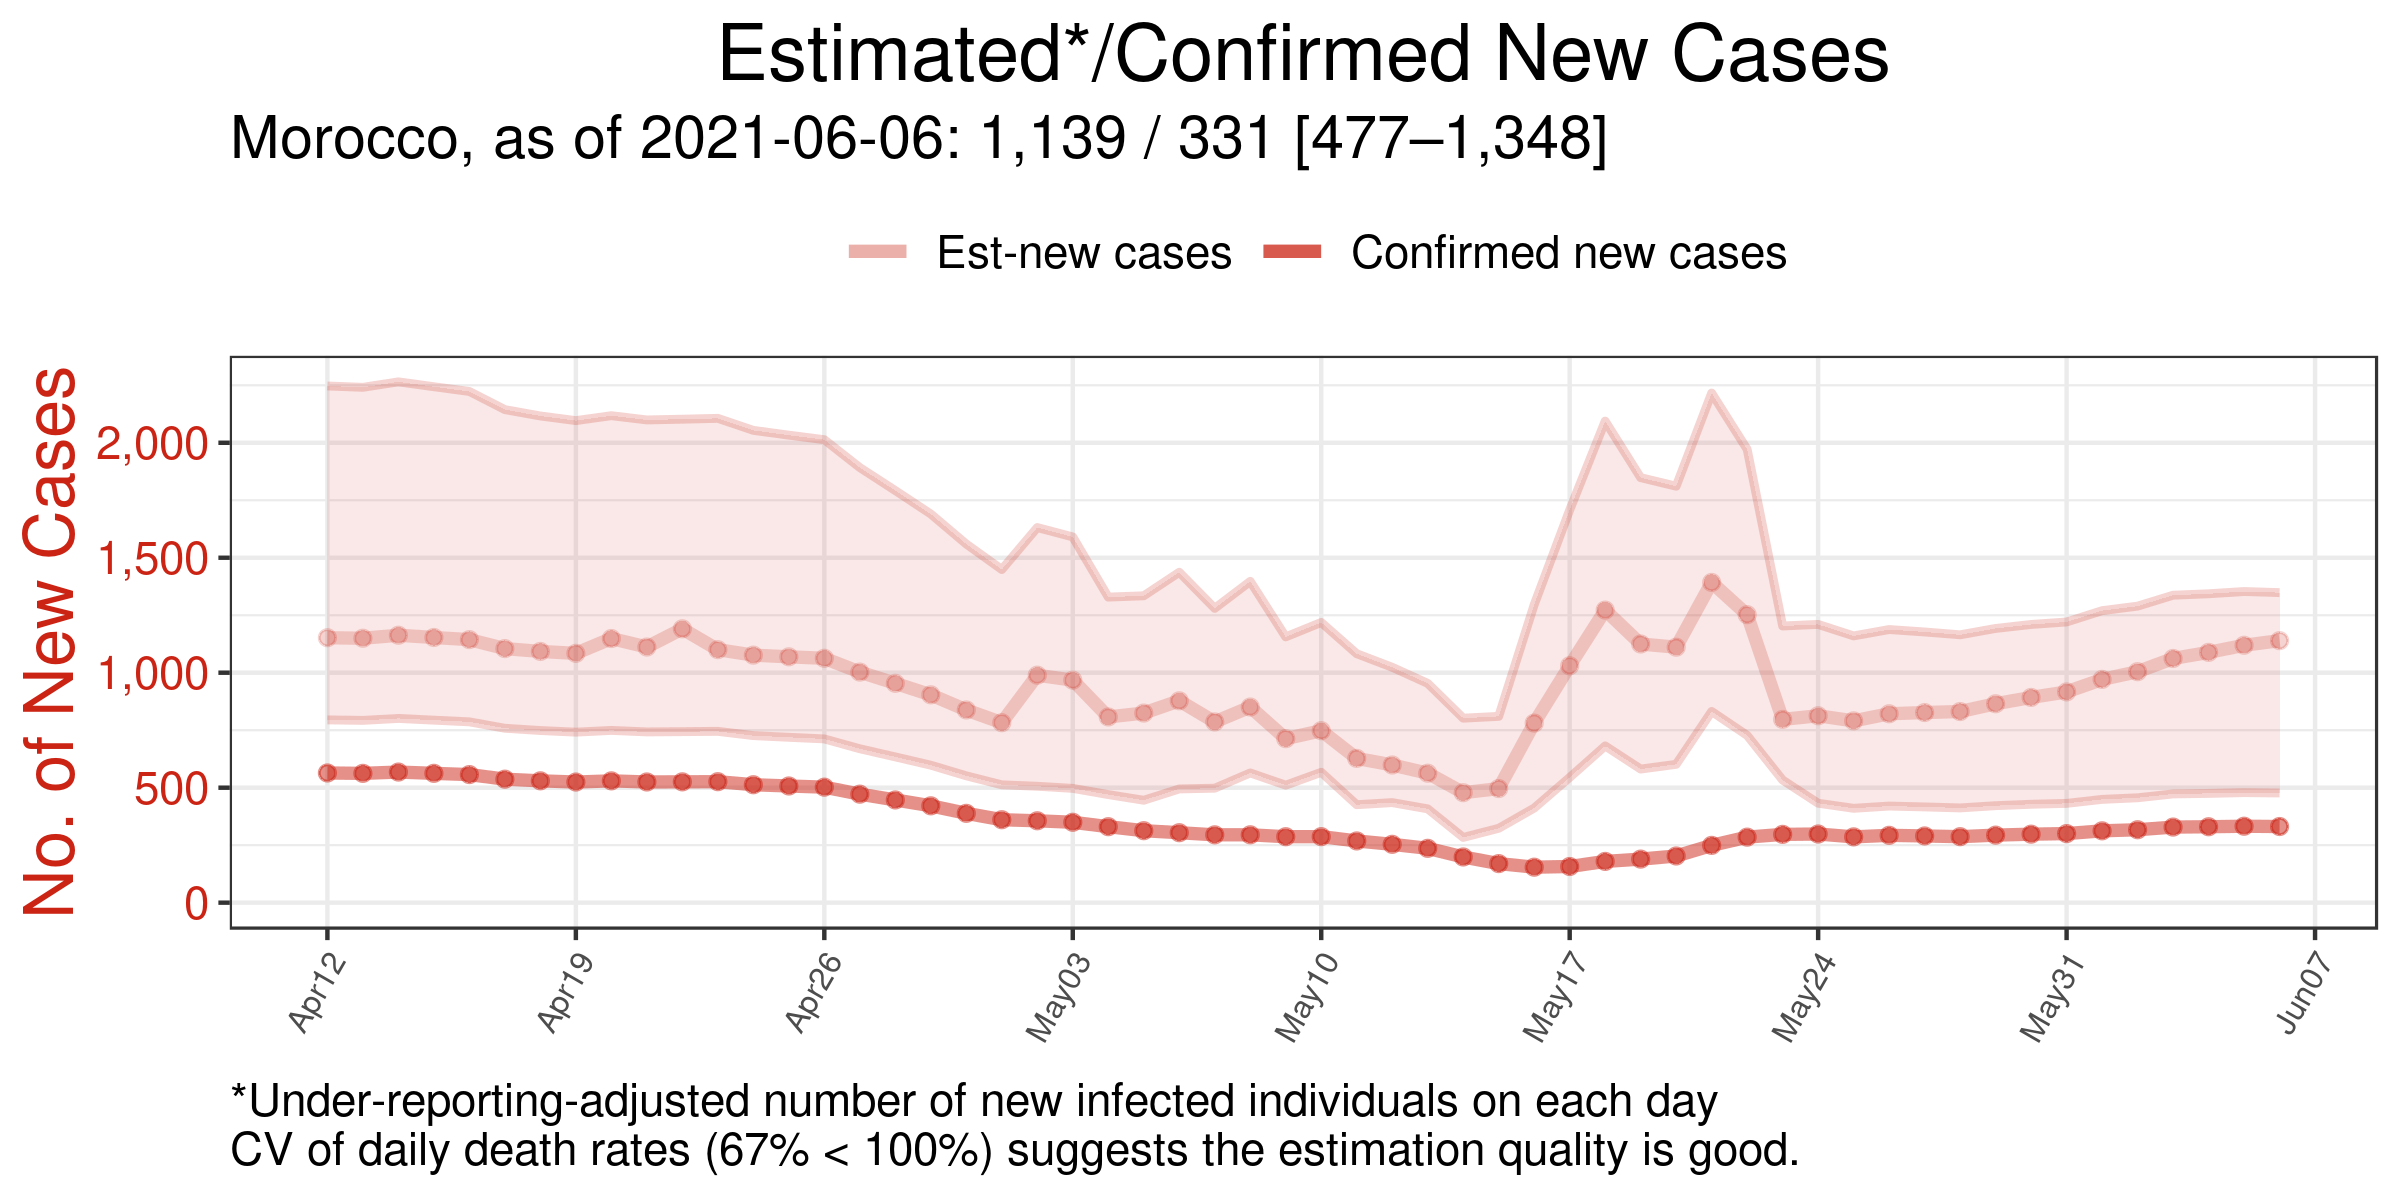 Estimated*/Confirmed New Cases
Morocco, as of 2021-06-06: 1,139 / 331 [477–1,348]
Est-new cases Confirmed new cases
No. of New Cases
2,000
1,500
1,000
500
0
Apr12 Apr19 Apr26 May03 May10 May17 May24 May31 Jun07
*Under-reporting-adjusted number of new infected individuals on each day
CV of daily death rates (67% < 100%) suggests the estimation quality is good.